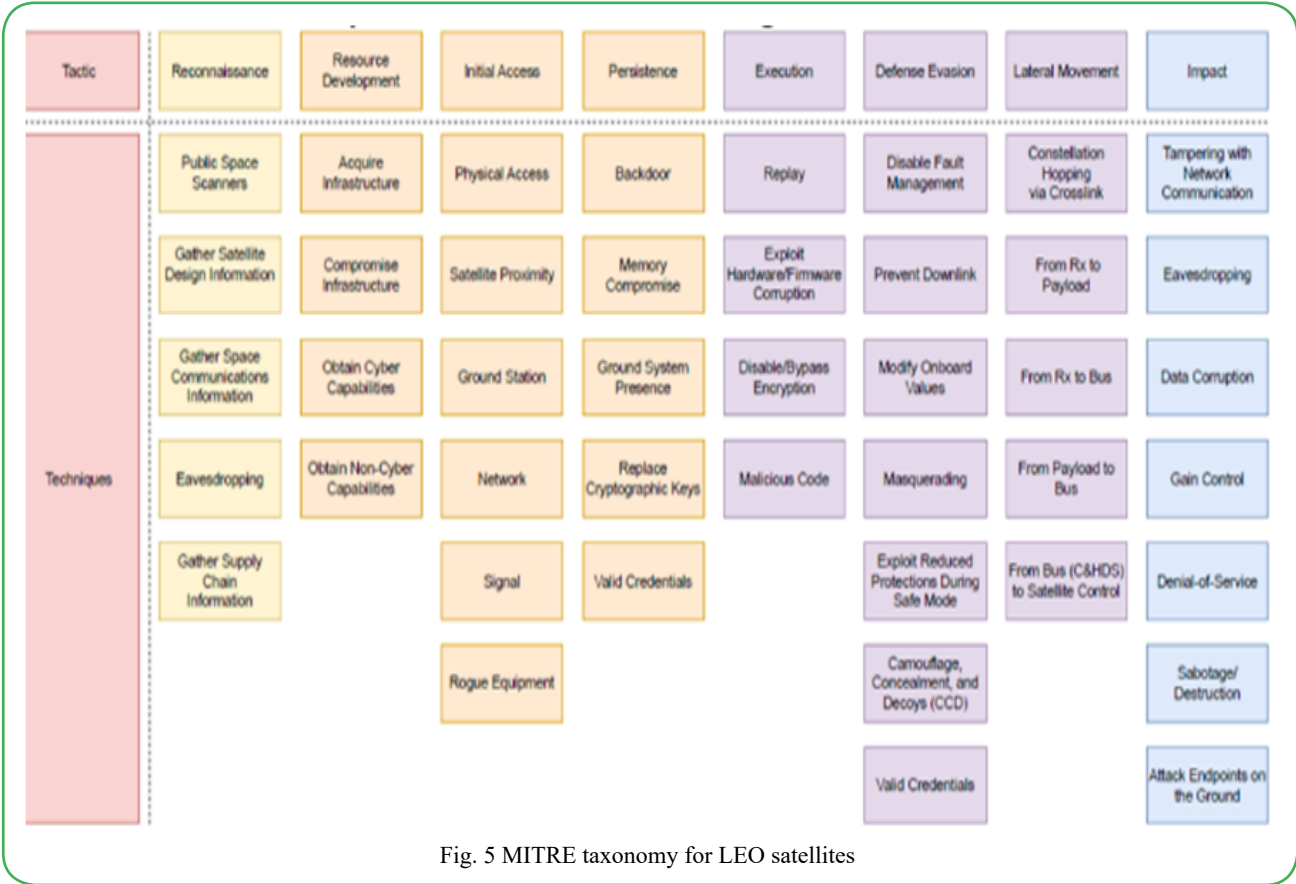 Tactic
Reconnaissance
Resource
Development
Initial Access
Persistence
Execution
Defense Evasion
Lateral Movement
Impact
Techniques
Public Space
Scanners
Acquire
Infrastructure
Physical Access
Backdoor
Replay
Disable Fault
Management
Constellation
Hopping
via Crosslink
Tampering with
Network
Communication
Gather Satellite
Design Information
Compromise
Infrastructure
Satellite Proximity
Memory
Compromise
Exploit
Hardware/Firmware
Corruption
Prevent Downlink
From Rx to
Payload
Eavesdropping
Gather Space
Communications
Information
Obtain Cyber
Capabilities
Ground Station
Ground System
Presence
Disable/Bypass
Encryption
Modify Onboard
Values
From Rx to Bus
Data Corruption
Eavesdropping
Obtain Non-Cyber
Capabilities
Network
Replace
Cryptographic Keys
Malicious Code
Masquerading
From Payload to
Bus
Gain Control
Gather Supply
Chain
Information
Signal
Valid Credentials
Exploit Reduced
Protections During
Safe Mode
From Bus (C&HDS)
to Satellite Control
Denial-of-Service
Rogue Equipment
Camouflage,
Concealment, and
Decoys (CCD)
Sabotage/
Destruction
Valid Credentials
Attack Endpoints on
the Ground
Fig. 5 MITRE taxonomy for LEO satellites